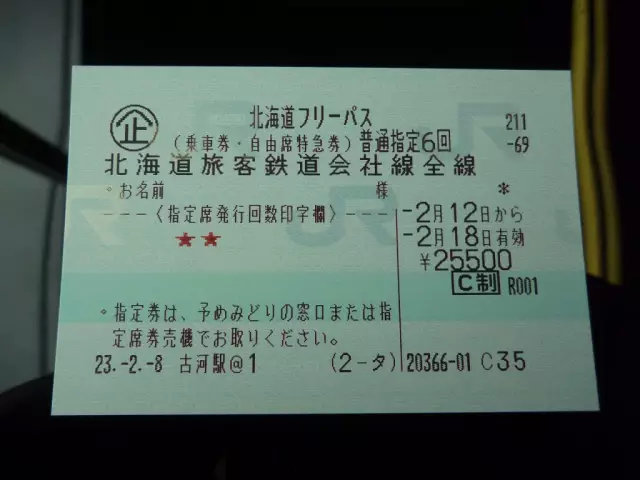 企 北海道フリーパス 211
(乗車券・自由席特急券) 普通指定6回 -69
北海道旅客鉄道会社線全線
・お名前 様 *
---〈指定席発行回数印字欄〉---
★★
-2月12日から
-2月18日有効
¥25500
C制 R001
・指定券は、予めみどりの窓口または指
定席券売機でお取りください。
23.-2.-8 古河駅@1 (2-タ) 20366-01 C35